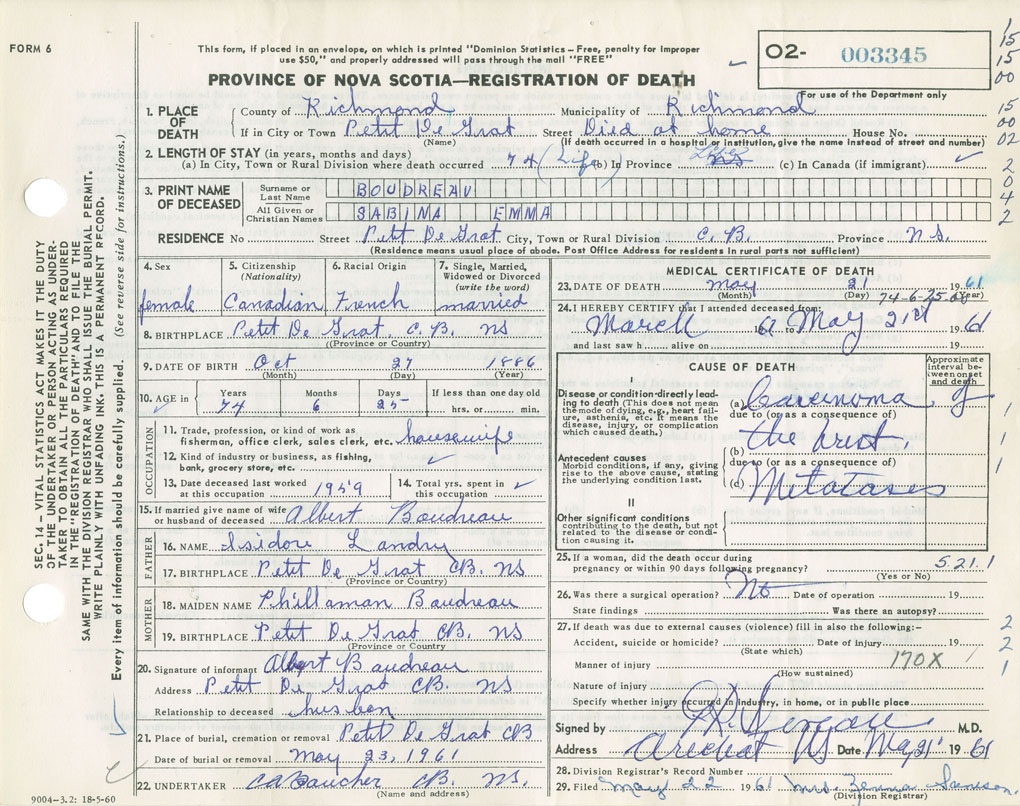 FORM 6
This form, if placed in an envelope, on which is printed "Dominion Statistics – Free, penalty for improper
use $50," and properly addressed will pass through the mail "FREE"
PROVINCE OF NOVA SCOTIA—REGISTRATION OF DEATH
O2- 003345
For use of the Department only
15
15
00
15
00
02
2
0
4
2
SEC. 14 – VITAL STATISTICS ACT MAKES IT THE DUTY
OF THE UNDERTAKER OR PERSON ACTING AS UNDER-
TAKER TO OBTAIN ALL THE PARTICULARS REQUIRED
IN THE "REGISTRATION OF DEATH" AND TO FILE THE
SAME WITH THE DIVISION REGISTRAR WHO SHALL ISSUE THE BURIAL PERMIT.
WRITE PLAINLY WITH UNFADING INK. THIS IS A PERMANENT RECORD.
Every item of information should be carefully supplied. (See reverse side for instructions.)
1. PLACE OF DEATH
County of Richmond Municipality of Richmond
If in City or Town Petit De Grat Street Died at home House No.
(Name) (If death occurred in a hospital or institution, give the name instead of street and number)
2. LENGTH OF STAY (in years, months and days)
(a) In City, Town or Rural Division where death occurred 74 (Life) (b) In Province (c) In Canada (if immigrant) ✓
3. PRINT NAME OF DECEASED
Surname or Last Name BOUDREAU
All Given or Christian Names SABINA EMMA
RESIDENCE No Street Petit De Grat City, Town or Rural Division C.B. Province N S.
(Residence means usual place of abode. Post Office Address for residents in rural parts not sufficient)
4. Sex female
5. Citizenship (Nationality) Canadian
6. Racial Origin French
7. Single, Married, Widowed or Divorced (write the word) married
8. BIRTHPLACE Petit De Grat, C.B. NS
(Province or Country)
9. DATE OF BIRTH Oct 27 1886
(Month) (Day) (Year)
10. AGE in Years 74 Months 6 Days 25 If less than one day old hrs. or min.
OCCUPATION
11. Trade, profession, or kind of work as fisherman, office clerk, sales clerk, etc. housewife
12. Kind of industry or business, as fishing, bank, grocery store, etc. ✓
13. Date deceased last worked at this occupation 1959
14. Total yrs. spent in this occupation ✓
15. If married give name of wife or husband of deceased Albert Boudreau
FATHER
16. NAME Isidore Landry
17. BIRTHPLACE Petit De Grat CB. NS
(Province or Country)
MOTHER
18. MAIDEN NAME Phillaman Boudreau
19. BIRTHPLACE Petit De Grat CB. NS
(Province or Country
20. Signature of informant Albert Boudreau
Address Petit De Grat CB. NS
Relationship to deceased husben
21. Place of burial, cremation or removal Petit De Grat CB
Date of burial or removal May 23, 1961
22. UNDERTAKER CA Boucher CB. NS.
(Name and address)
9004-3.2: 18-5-60
MEDICAL CERTIFICATE OF DEATH
23. DATE OF DEATH May 21 1961
(Month) (Day) (Year)
74-6-25
24. I HEREBY CERTIFY that I attended deceased from
March to May 21st 1961
and last saw h alive on 19
CAUSE OF DEATH
Approximate interval between onset and death
I
Disease or condition directly leading to death (This does not mean the mode of dying, e.g., heart failure, asthenia, etc. It means the disease, injury, or complication which caused death.)
(a) Carcinoma of
due to (or as a consequence of)
(b) the brest,
due to (or as a consequence of)
(c) Metatases
Antecedent causes
Morbid conditions, if any, giving rise to the above cause, stating the underlying condition last.
II
Other significant conditions
contributing to the death, but not related to the disease or condition causing it.
1
1
25. If a woman, did the death occur during pregnancy or within 90 days following pregnancy? 5.21.1
(Yes or No)
26. Was there a surgical operation? No Date of operation 19
State findings Was there an autopsy?
27. If death was due to external causes (violence) fill in also the following:-
Accident, suicide or homicide? Date of injury 19
(State which)
Manner of injury 170X
(How sustained)
Nature of injury
Specify whether injury occurred in industry, in home, or in public place
2
2
1
Signed by M.D.
Address Arichat NS Date May 21 1961
28. Division Registrar's Record Number
29. Filed May 22 1961 Mrs. Samson.
(Division Registrar)